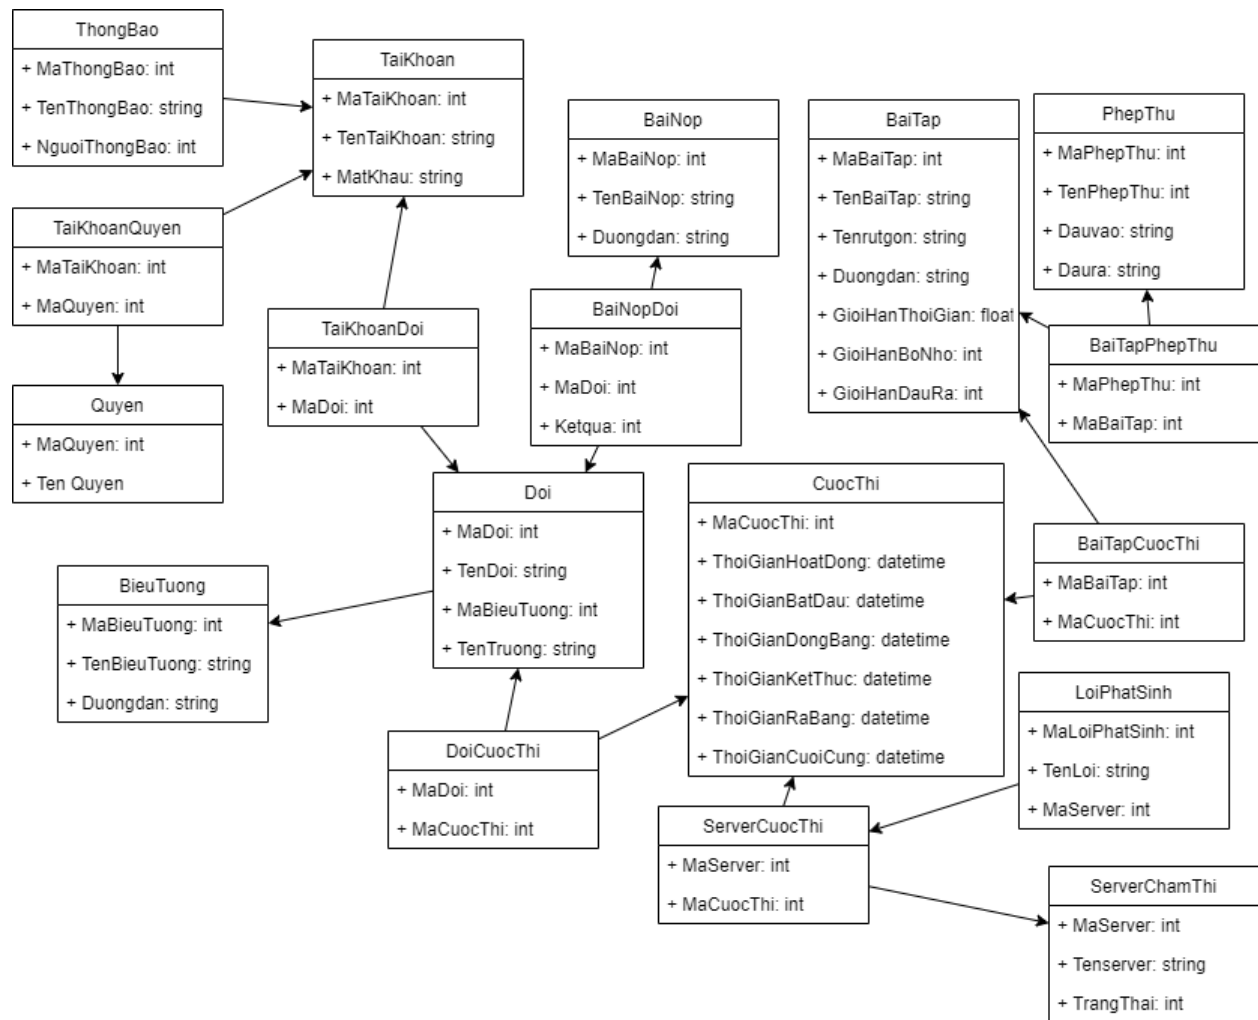 ThongBao
+ MaThongBao: int
+ TenThongBao: string
+ NguoiThongBao: int
TaiKhoan
+ MaTaiKhoan: int
+ TenTaiKhoan: string
+ MatKhau: string
BaiNop
+ MaBaiNop: int
+ TenBaiNop: string
+ Duongdan: string
BaiTap
+ MaBaiTap: int
+ TenBaiTap: string
+ Tenrutgon: string
+ Duongdan: string
+ GioiHanThoiGian: float
+ GioiHanBoNho: int
+ GioiHanDauRa: int
PhepThu
+ MaPhepThu: int
+ TenPhepThu: int
+ Dauvao: string
+ Daura: string
TaiKhoanQuyen
+ MaTaiKhoan: int
+ MaQuyen: int
TaiKhoanDoi
+ MaTaiKhoan: int
+ MaDoi: int
BaiNopDoi
+ MaBaiNop: int
+ MaDoi: int
+ Ketqua: int
BaiTapPhepThu
+ MaPhepThu: int
+ MaBaiTap: int
Quyen
+ MaQuyen: int
+ Ten Quyen
Doi
+ MaDoi: int
+ TenDoi: string
+ MaBieuTuong: int
+ TenTruong: string
CuocThi
+ MaCuocThi: int
+ ThoiGianHoatDong: datetime
+ ThoiGianBatDau: datetime
+ ThoiGianDongBang: datetime
+ ThoiGianKetThuc: datetime
+ ThoiGianRaBang: datetime
+ ThoiGianCuoiCung: datetime
BaiTapCuocThi
+ MaBaiTap: int
+ MaCuocThi: int
BieuTuong
+ MaBieuTuong: int
+ TenBieuTuong: string
+ Duongdan: string
LoiPhatSinh
+ MaLoiPhatSinh: int
+ TenLoi: string
+ MaServer: int
DoiCuocThi
+ MaDoi: int
+ MaCuocThi: int
ServerCuocThi
+ MaServer: int
+ MaCuocThi: int
ServerChamThi
+ MaServer: int
+ Tenserver: string
+ TrangThai: int